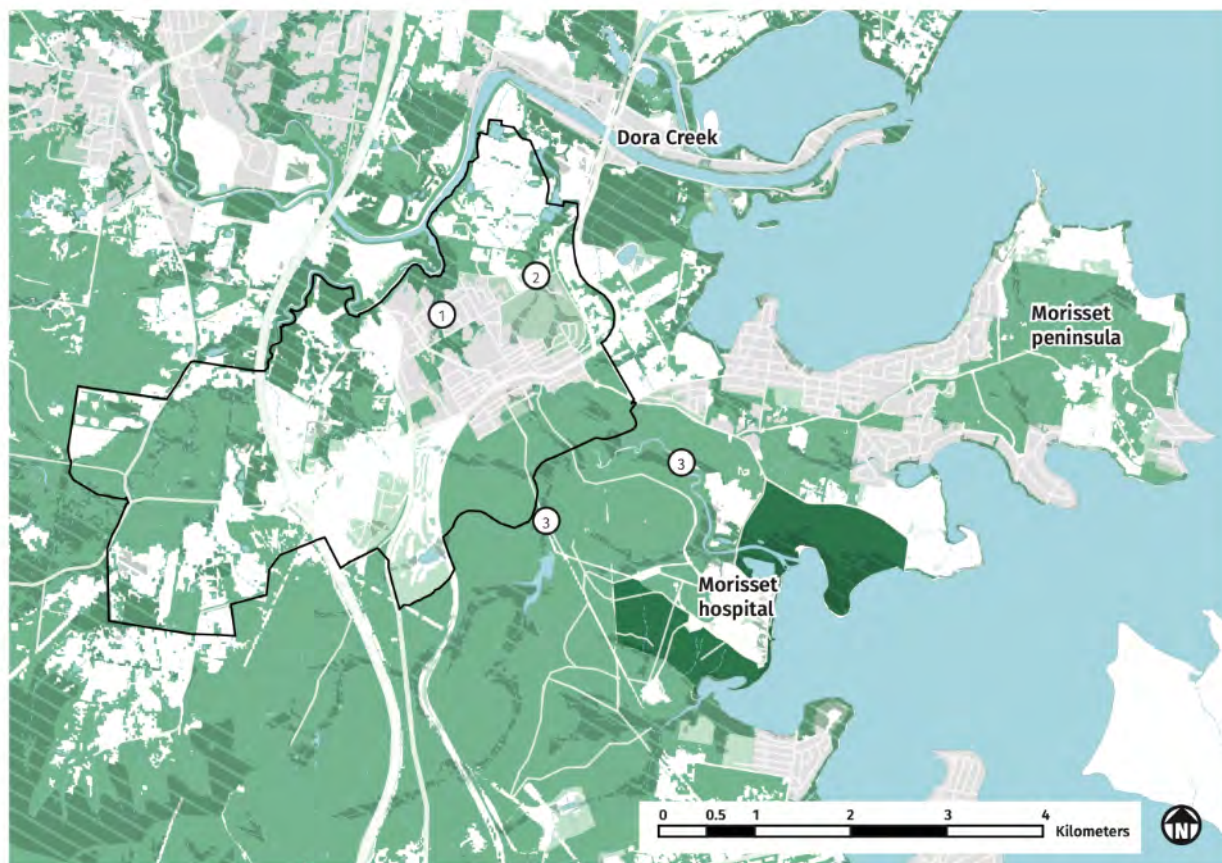 Dora Creek
2
1
Morisset
peninsula
3
3
Morisset
hospital
0 0.5 1 2 3 4
Kilometers
N